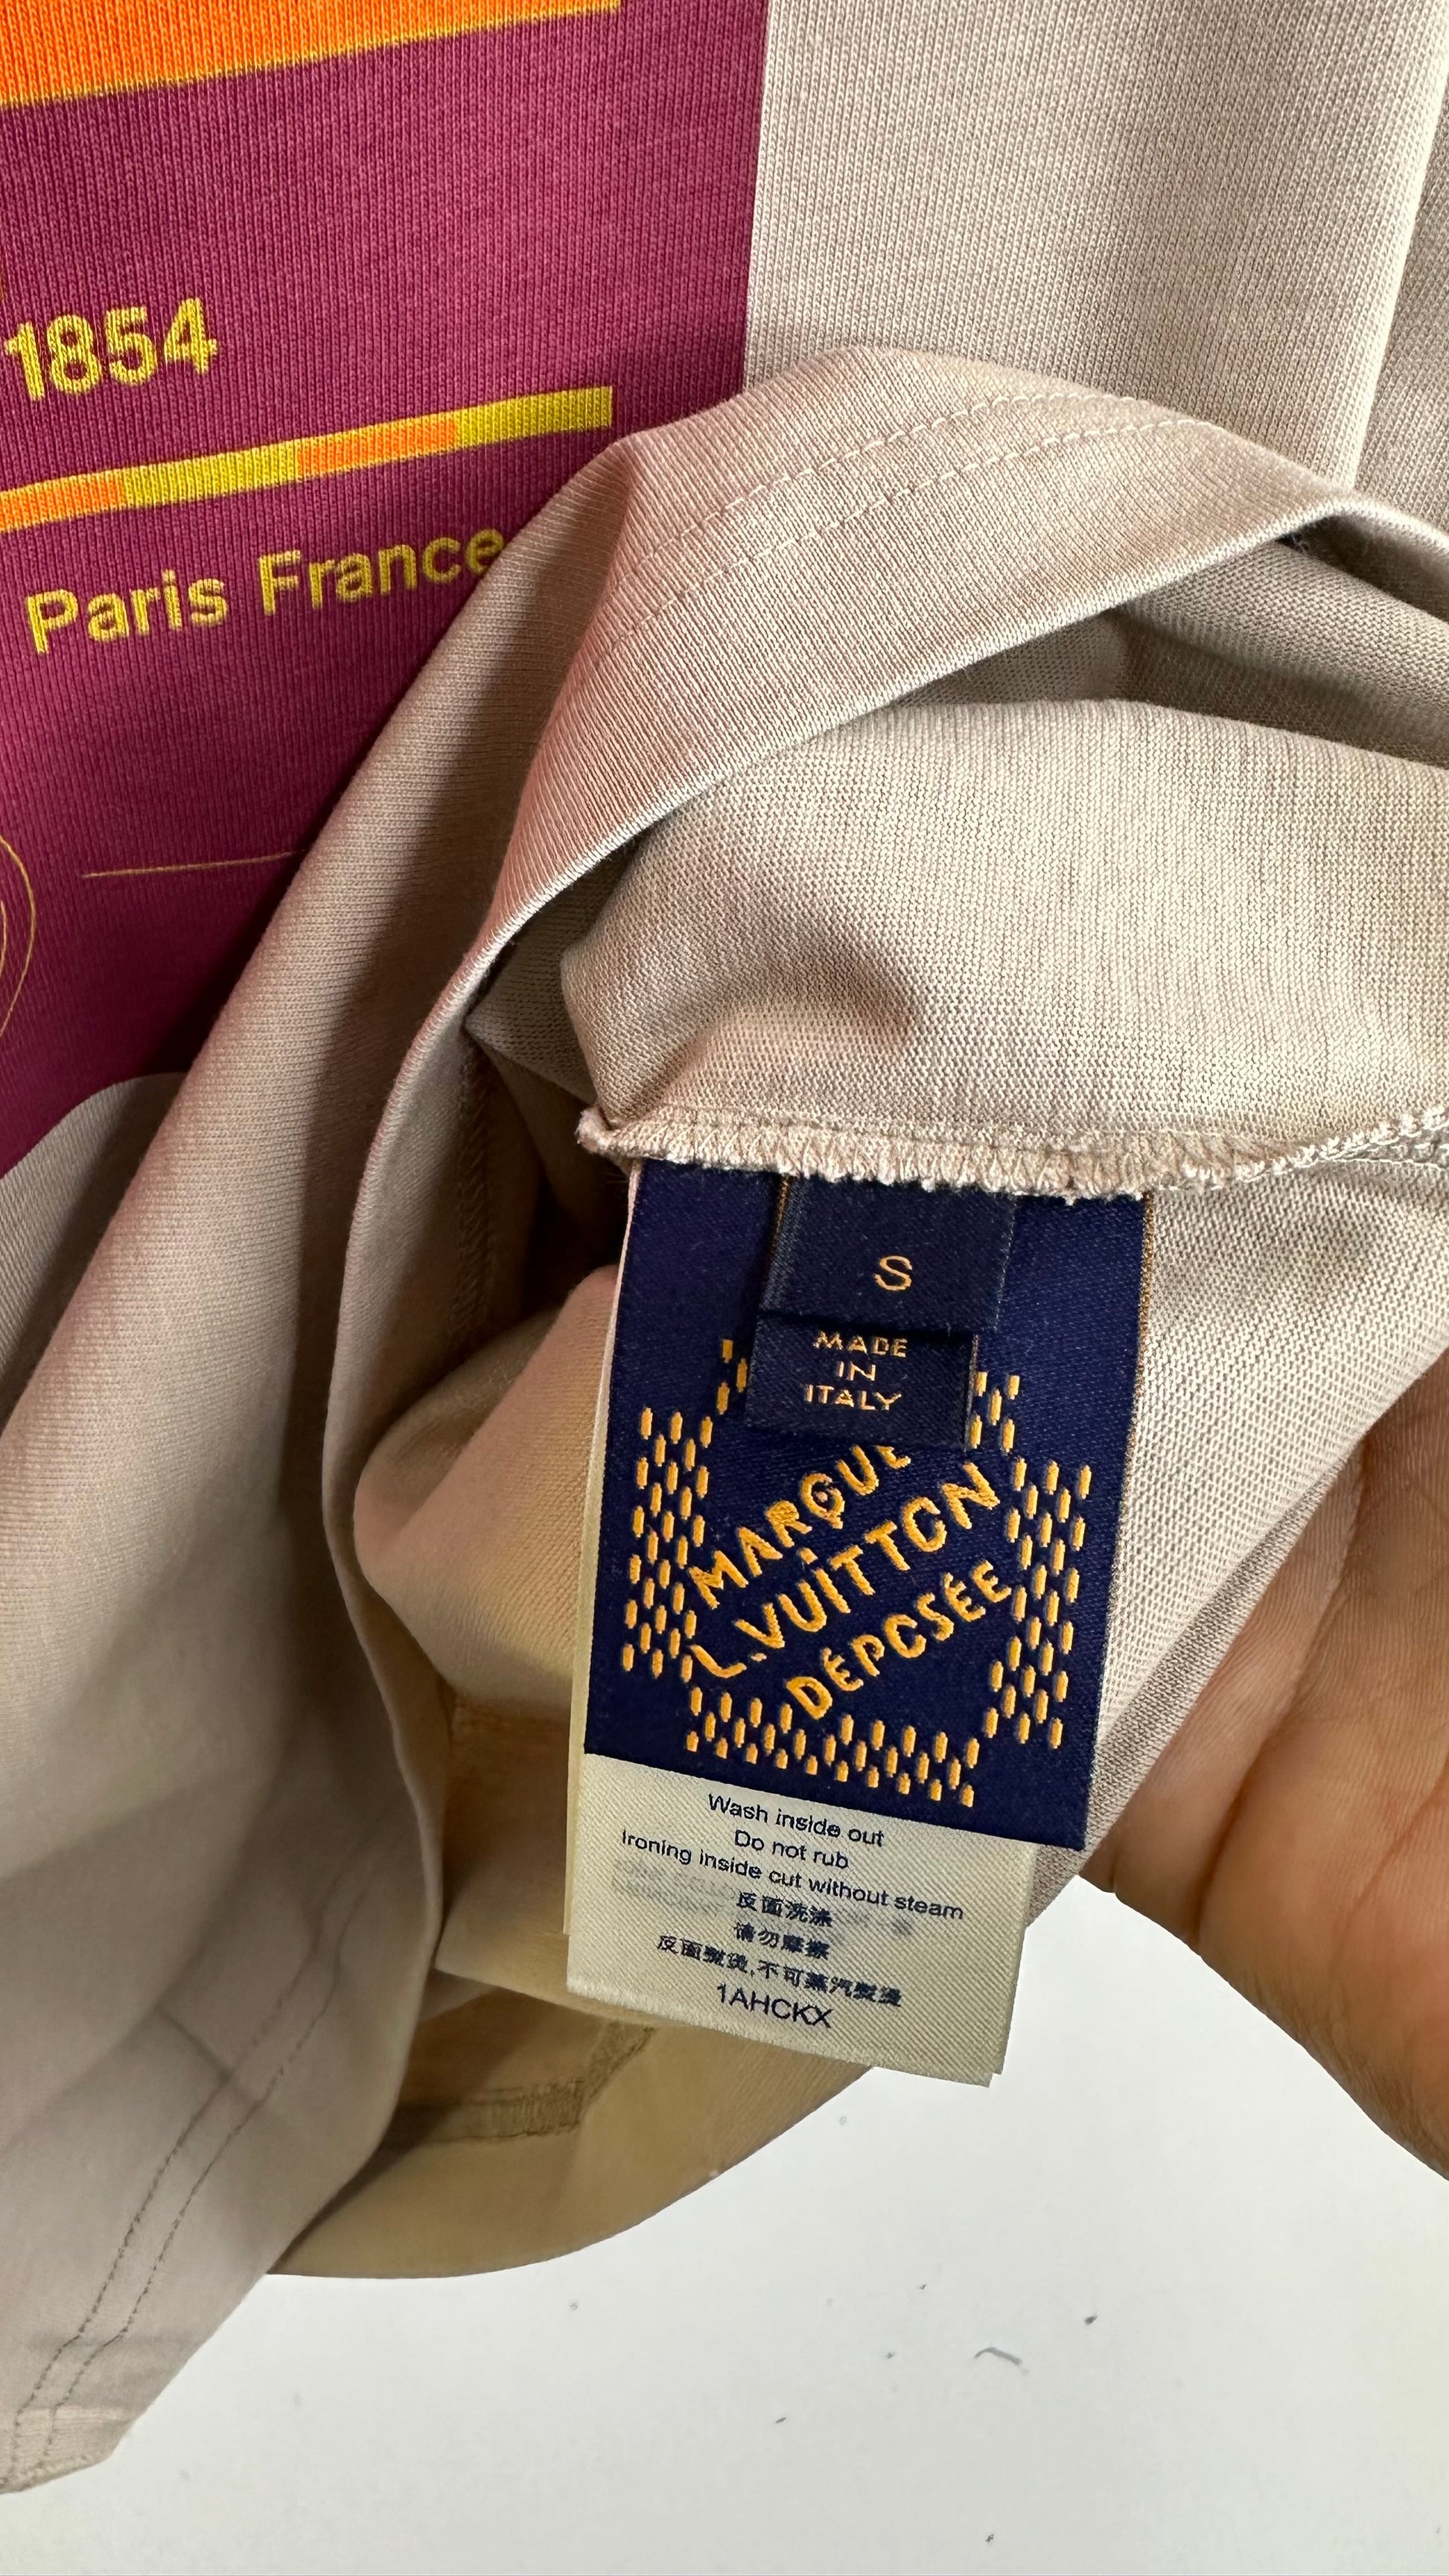 1854
Paris France
S
MADE
IN
ITALY
MARQUE
L.VUITTON
DÉPOSÉE
Wash inside out
Do not rub
Ironing inside out without steam
反面洗涤
请勿摩擦
反面熨烫,不可蒸汽熨烫
1AHCKX